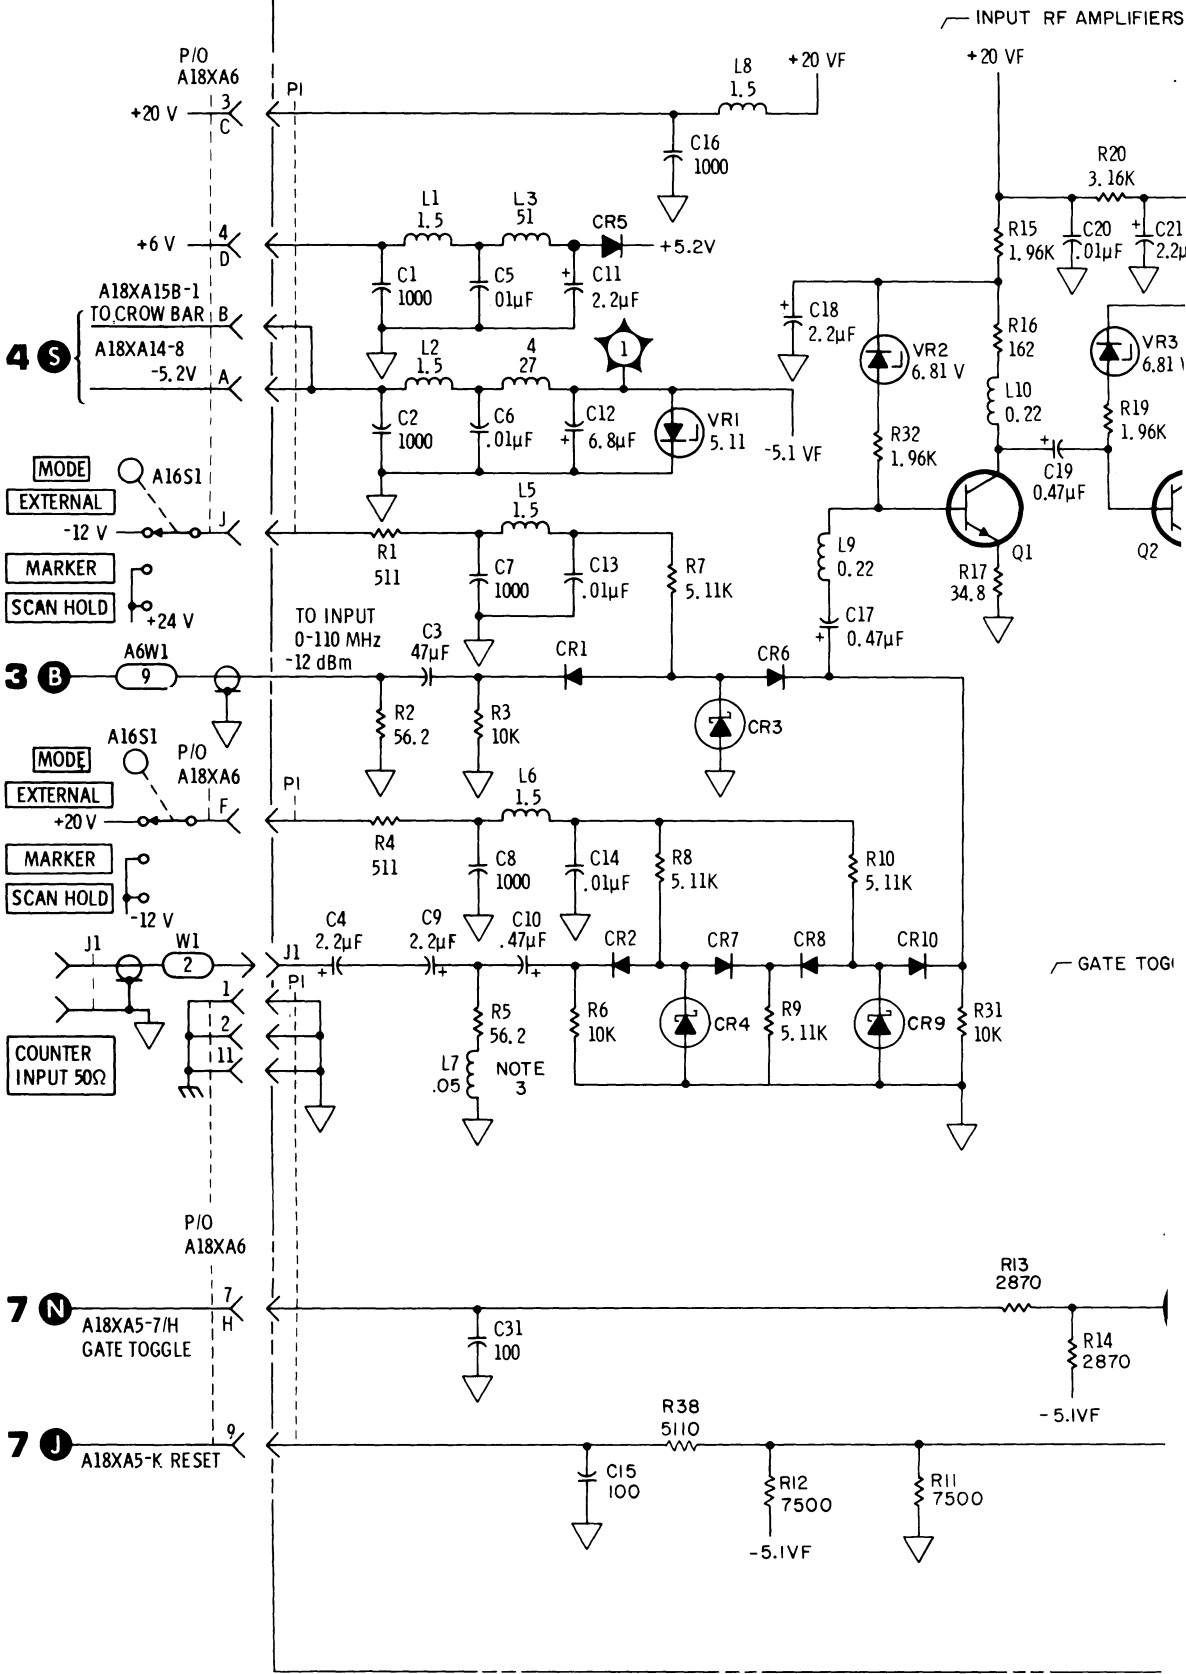 INPUT RF AMPLIFIERS
P/O
A18XA6
P1
+20 V
3
C
L8
1.5
+20 VF
+20 VF
C16
1000
R20
3.16K
L1
1.5
L3
51
CR5
+6 V
4
D
+5.2V
R15
1.96K
C20
.01µF
+
C21
2.2µ
C1
1000
C5
01µF
+
C11
2.2µF
A18XA15B-1
TO CROW BAR
B
4 S
A18XA14-8
-5.2V
A
L2
1.5
4
27
1
+
C18
2.2µF
VR2
6.81 V
R16
162
VR3
6.81 V
L10
0.22
R19
1.96K
C2
1000
C6
.01µF
+
C12
6.8µF
VR1
5.11
-5.1 VF
R32
1.96K
+
C19
0.47µF
MODE
A16S1
EXTERNAL
-12 V
J
L5
1.5
R1
511
C7
1000
C13
.01µF
R7
5.11K
L9
0.22
Q1
Q2
R17
34.8
MARKER
SCAN HOLD
+24 V
TO INPUT
0-110 MHz
-12 dBm
C3
47µF
CR1
CR6
+
C17
0.47µF
3 B
A6W1
9
R2
56.2
R3
10K
CR3
MODE
A16S1
P/O
A18XA6
P1
EXTERNAL
+20 V
F
L6
1.5
R4
511
C8
1000
C14
.01µF
R8
5.11K
R10
5.11K
MARKER
SCAN HOLD
-12 V
J1
W1
2
J1
C4
2.2µF
+
C9
2.2µF
+
C10
.47µF
+
CR2
CR7
CR8
CR10
GATE TOG
P1
1
2
11
COUNTER
INPUT 50Ω
R5
56.2
L7
.05
NOTE
3
R6
10K
CR4
R9
5.11K
CR9
R31
10K
P/O
A18XA6
7 N
7
H
A18XA5-7/H
GATE TOGGLE
C31
100
R13
2870
R14
2870
-5.1VF
7 J
9
A18XA5-K RESET
R38
5110
C15
100
R12
7500
-5.1VF
R11
7500